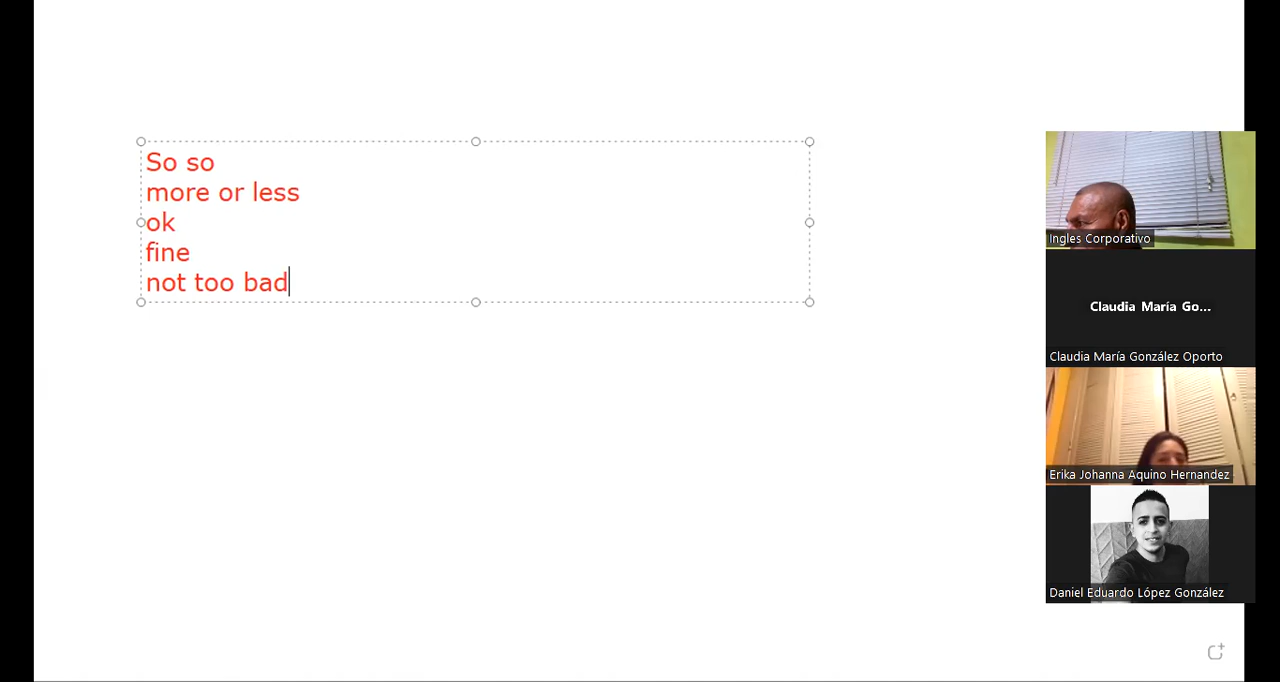 So so
more or less
ok
fine
not too bad
Ingles Corporativo
Claudia María Go...
Claudia María González Oporto
Erika Johanna Aquino Hernandez
Daniel Eduardo López González